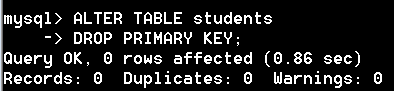 mysql> ALTER TABLE students
    -> DROP PRIMARY KEY;
Query OK, 0 rows affected (0.86 sec)
Records: 0  Duplicates: 0  Warnings: 0